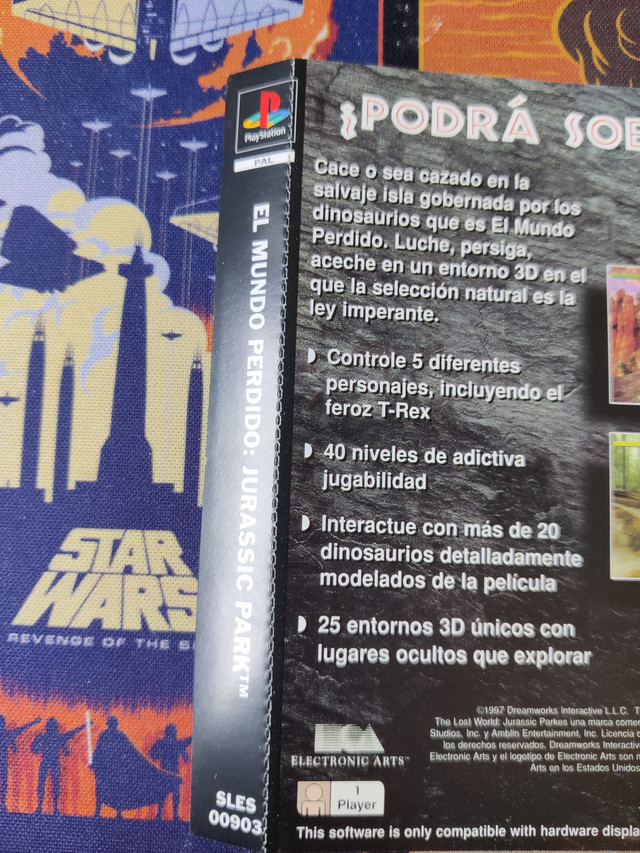 PlayStation
PAL
EL MUNDO PERDIDO: JURASSIC PARK™
SLES
00903
¿PODRÁ SOB
Cace o sea cazado en la
salvaje isla gobernada por los
dinosaurios que es El Mundo
Perdido. Luche, persiga,
aceche en un entorno 3D en el
que la selección natural es la
ley imperante.
Controle 5 diferentes
personajes, incluyendo el
feroz T-Rex
40 niveles de adictiva
jugabilidad
Interactue con más de 20
dinosaurios detalladamente
modelados de la película
25 entornos 3D únicos con
lugares ocultos que explorar
©1997 Dreamworks Interactive L.L.C. T
The Lost World: Jurassic Parkes una marca come
Studios, Inc. y Amblin Entertainment, Inc. Licencia
los derechos reservados. Dreamworks Interactiv
Electronic Arts y el logotipo de Electronic Arts son
Arts en los Estados Unidos
EA
ELECTRONIC ARTS™
1
Player
This software is only compatible with hardware displa
STAR
WARS
REVENGE OF THE